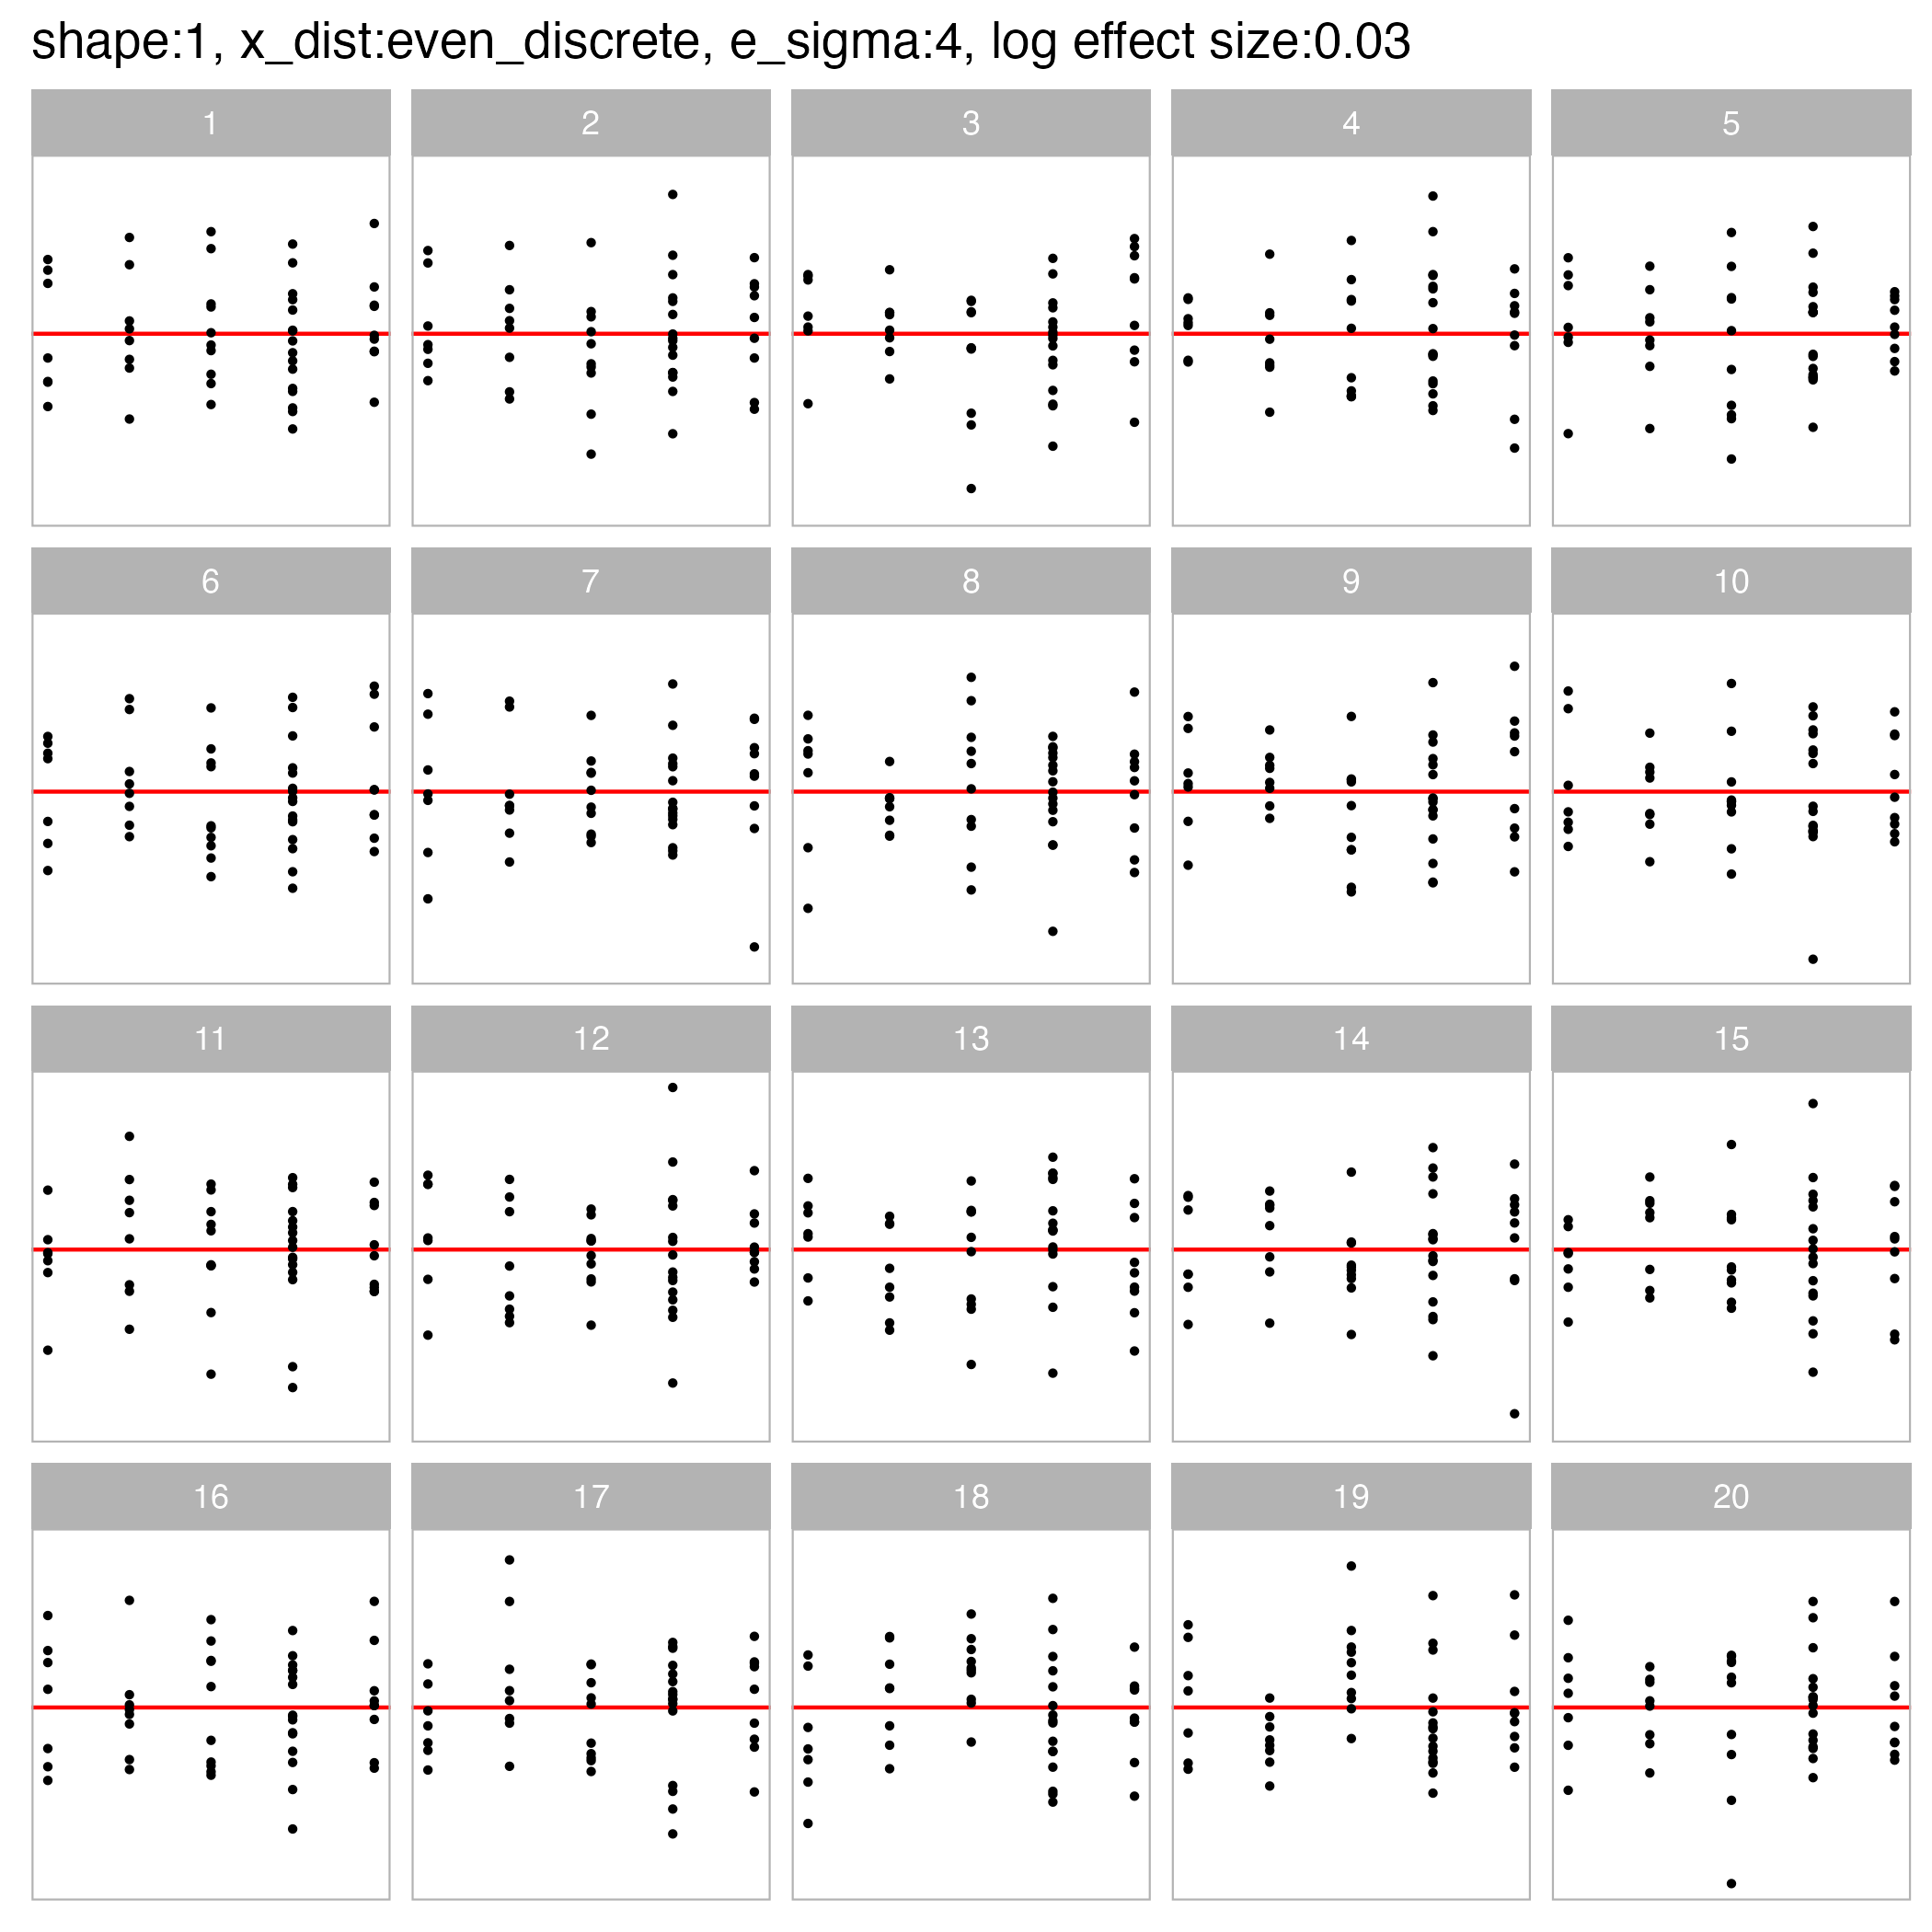 shape:1, x_dist:even_discrete, e_sigma:4, log effect size:0.03
1 2 3 4 5
6 7 8 9 10
11 12 13 14 15
16 17 18 19 20